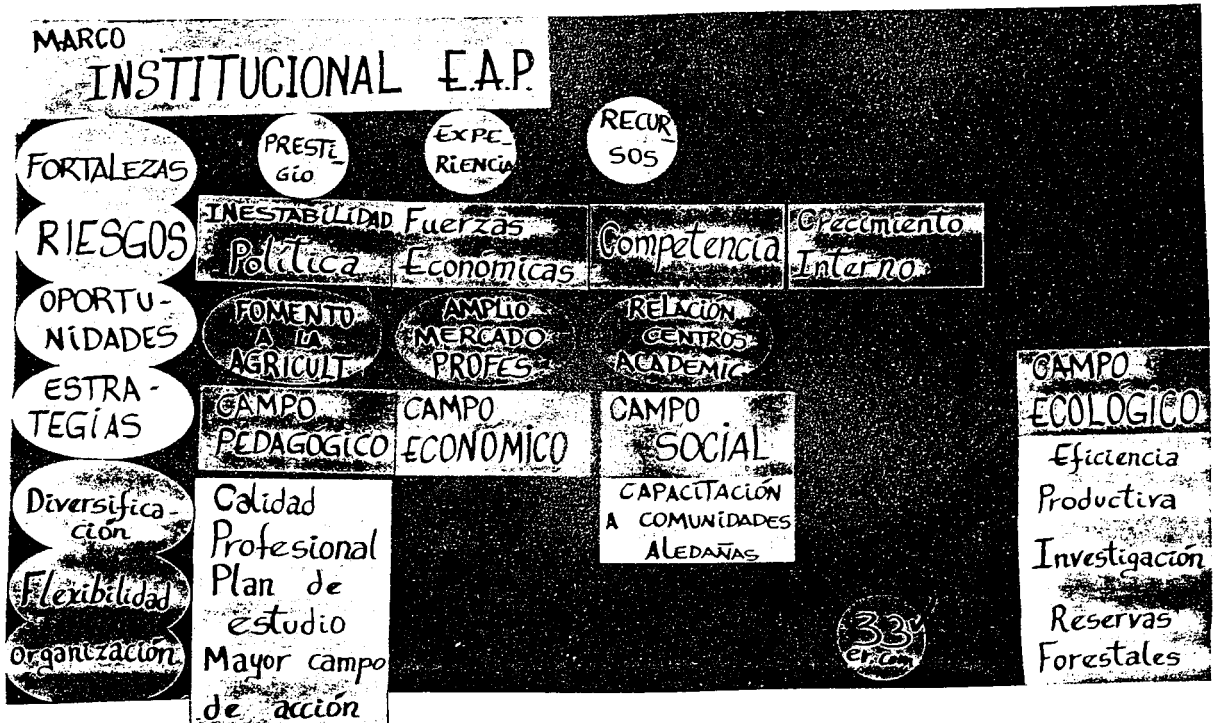 MARCO
INSTITUCIONAL E.A.P.
FORTALEZAS
PRESTI_
GIO
EXPE_
RIENCIA
RECUR_
SOS
RIESGOS
INESTABILIDAD
Política
Fuerzas
Económicas
Competencia
Crecimiento
Interno
OPORTU-
NIDADES
FOMENTO
A LA
AGRICULT
AMPLIO
MERCADO
PROFES
RELACIÓN
CENTROS
ACADEMIC
ESTRA-
TEGÍAS
CAMPO
PEDAGOGICO
CAMPO
ECONÓMICO
CAMPO
SOCIAL
CAMPO
ECOLÓGICO
Diversifica-
ción
Flexibilidad
Organización
Calidad
Profesional
Plan de
estudio
Mayor campo
de acción
CAPACITACIÓN
A COMUNIDADES
ALEDAÑAS
Eficiencia
Productiva
Investigación
Reservas
Forestales
33